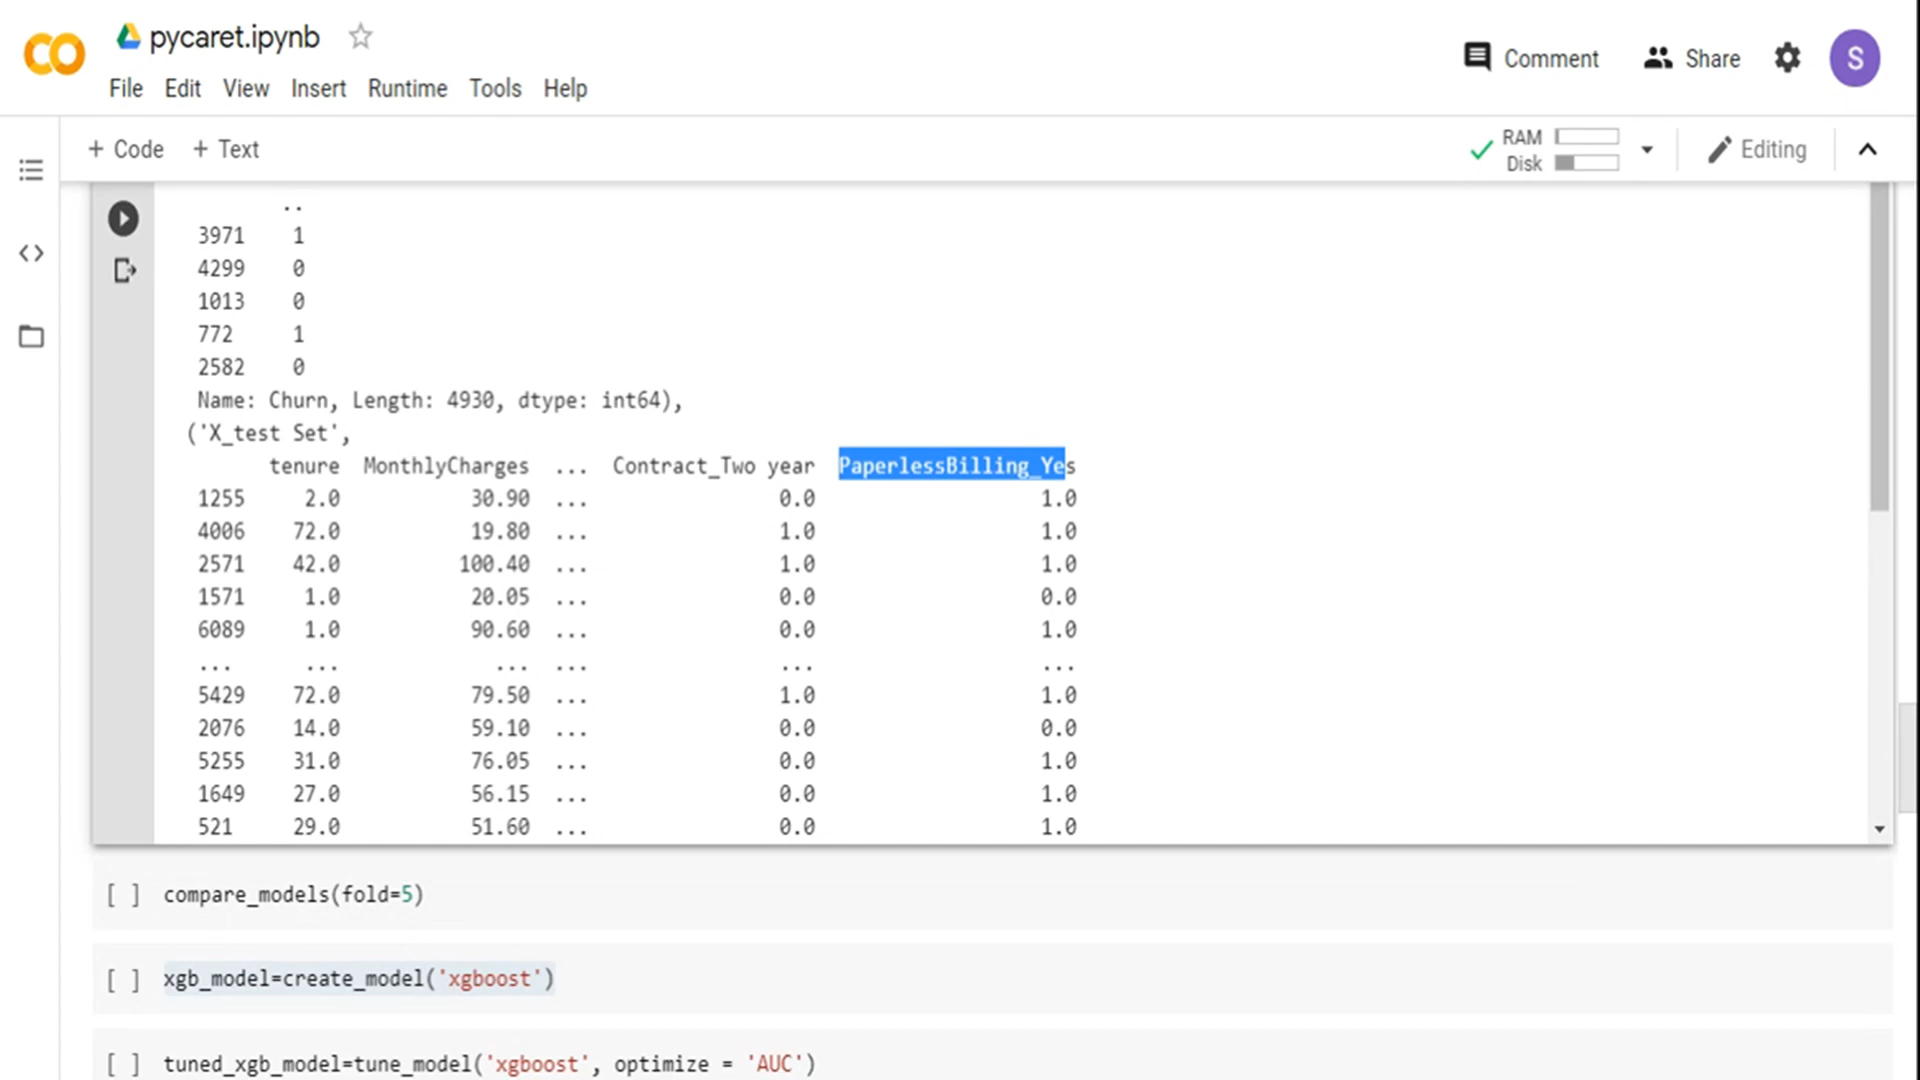 pycaret.ipynb
Comment
Share
S
File Edit View Insert Runtime Tools Help
+ Code + Text
RAM
Disk
Editing
..
3971 1
4299 0
1013 0
772 1
2582 0
Name: Churn, Length: 4930, dtype: int64),
('X_test Set',
tenure MonthlyCharges ... Contract_Two year PaperlessBilling_Yes
1255 2.0 30.90 ... 0.0 1.0
4006 72.0 19.80 ... 1.0 1.0
2571 42.0 100.40 ... 1.0 1.0
1571 1.0 20.05 ... 0.0 0.0
6089 1.0 90.60 ... 0.0 1.0
... ... ... ... ... ...
5429 72.0 79.50 ... 1.0 1.0
2076 14.0 59.10 ... 0.0 0.0
5255 31.0 76.05 ... 0.0 1.0
1649 27.0 56.15 ... 0.0 1.0
521 29.0 51.60 ... 0.0 1.0
[ ] compare_models(fold=5)
[ ] xgb_model=create_model('xgboost')
[ ] tuned_xgb_model=tune_model('xgboost', optimize = 'AUC')